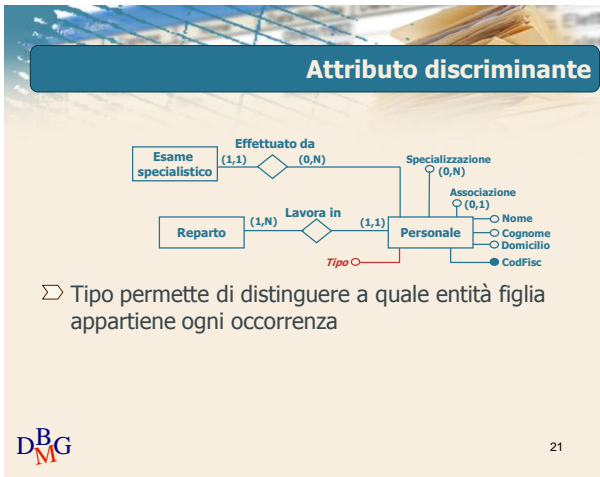 Attributo discriminante
Effettuato da
Esame
specialistico
(1,1)
(0,N)
Specializzazione
(0,N)
Associazione
(0,1)
Reparto
(1,N)
Lavora in
(1,1)
Personale
Nome
Cognome
Domicilio
CodFisc
Tipo
Tipo permette di distinguere a quale entità figlia
appartiene ogni occorrenza
DBMG
21